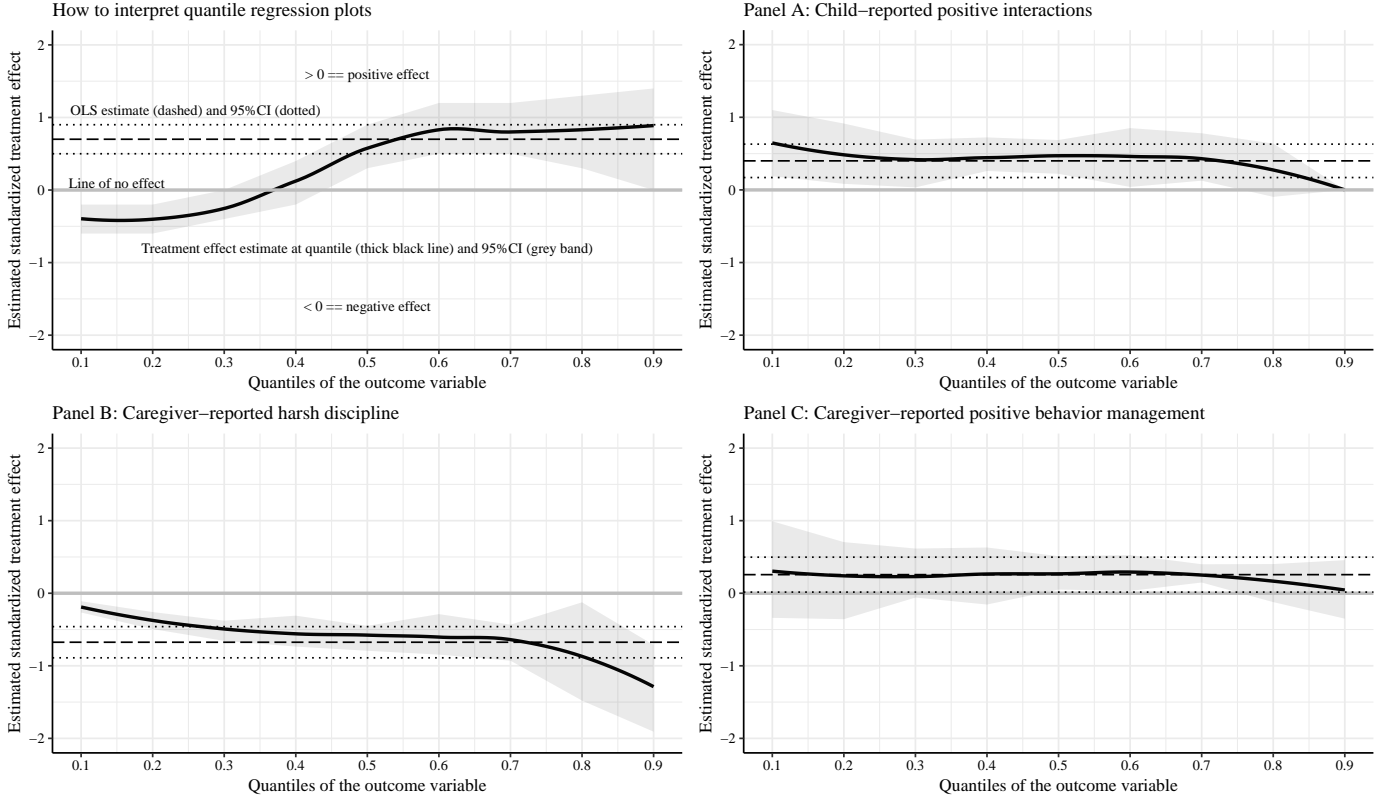 How to interpret quantile regression plots
Estimated standardized treatment effect
2
1
0
−1
−2
> 0 == positive effect
OLS estimate (dashed) and 95%CI (dotted)
Line of no effect
Treatment effect estimate at quantile (thick black line) and 95%CI (grey band)
< 0 == negative effect
0.1 0.2 0.3 0.4 0.5 0.6 0.7 0.8 0.9
Quantiles of the outcome variable
Panel A: Child−reported positive interactions
Estimated standardized treatment effect
2
1
0
−1
−2
0.1 0.2 0.3 0.4 0.5 0.6 0.7 0.8 0.9
Quantiles of the outcome variable
Panel B: Caregiver−reported harsh discipline
Estimated standardized treatment effect
2
1
0
−1
−2
0.1 0.2 0.3 0.4 0.5 0.6 0.7 0.8 0.9
Quantiles of the outcome variable
Panel C: Caregiver−reported positive behavior management
Estimated standardized treatment effect
2
1
0
−1
−2
0.1 0.2 0.3 0.4 0.5 0.6 0.7 0.8 0.9
Quantiles of the outcome variable